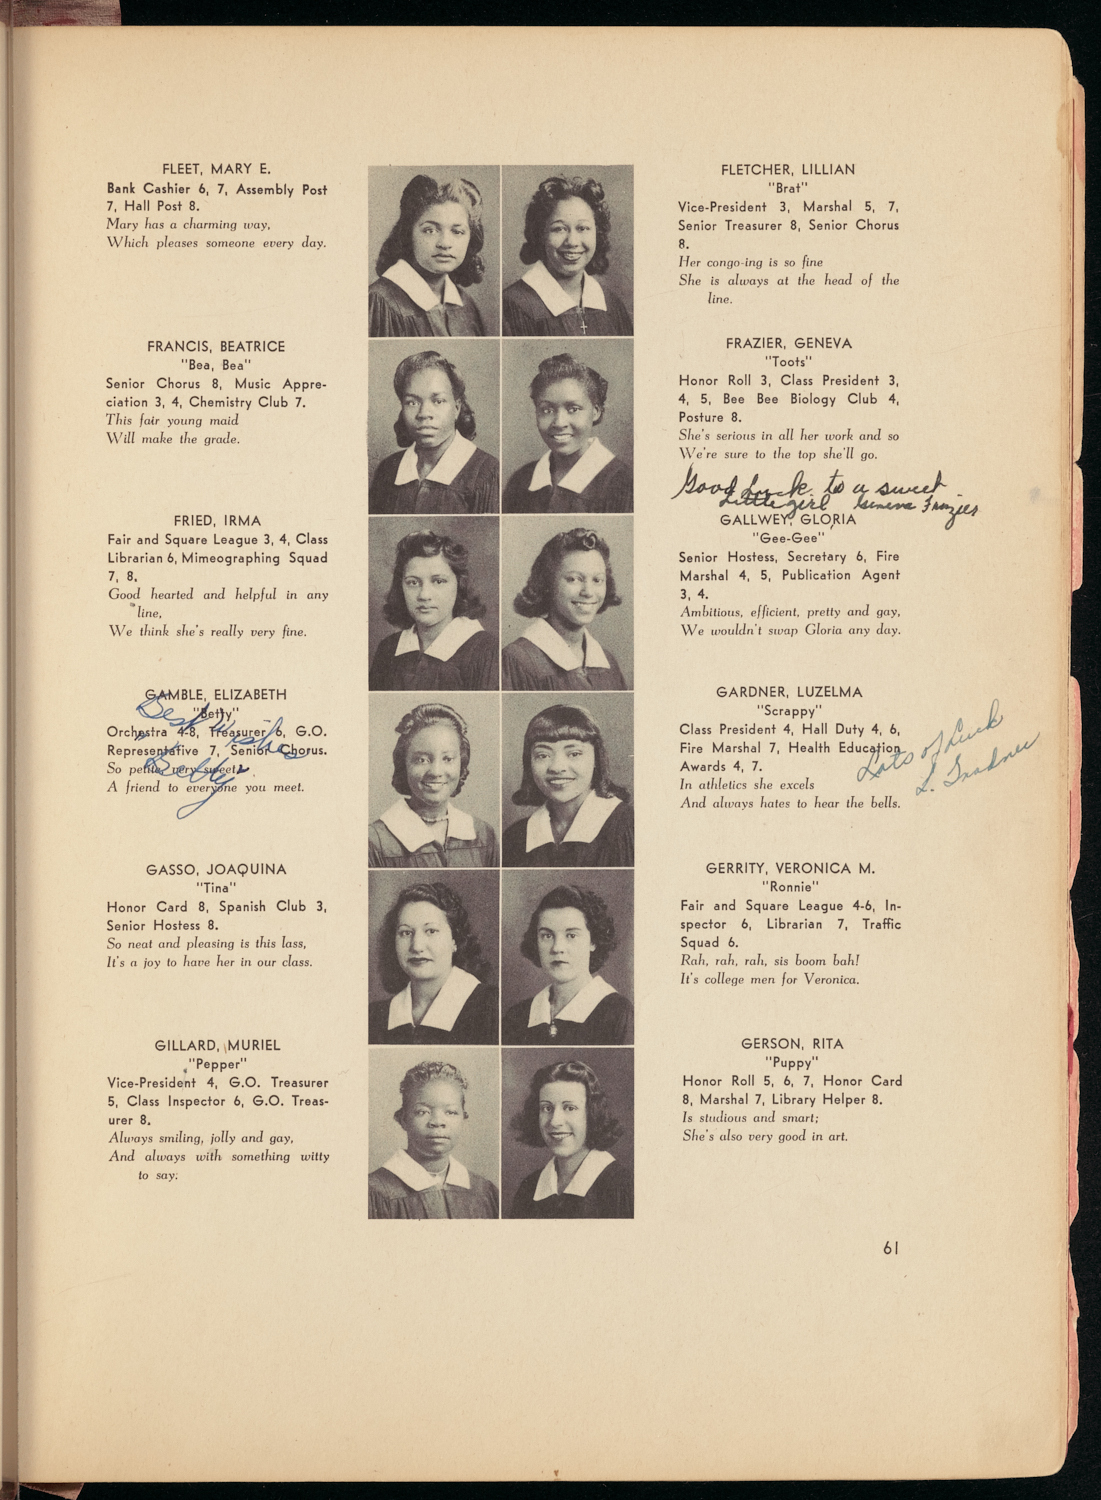 FLEET, MARY E.
Bank Cashier 6, 7, Assembly Post
7, Hall Post 8.
Mary has a charming way,
Which pleases someone every day.
FRANCIS, BEATRICE
"Bea, Bea"
Senior Chorus 8, Music Appre-
ciation 3, 4, Chemistry Club 7.
This fair young maid
Will make the grade.
FRIED, IRMA
Fair and Square League 3, 4, Class
Librarian 6, Mimeographing Squad
7, 8.
Good hearted and helpful in any
line,
We think she's really very fine.
GAMBLE, ELIZABETH
"Betty"
Orchestra 4-8, Treasurer 6, G.O.
Representative 7, Senior Chorus.
So petite, very sweet,
A friend to everyone you meet.
Best Wishes
"Betty"
GASSO, JOAQUINA
"Tina"
Honor Card 8, Spanish Club 3,
Senior Hostess 8.
So neat and pleasing is this lass,
It's a joy to have her in our class.
GILLARD, MURIEL
"Pepper"
Vice-President 4, G.O. Treasurer
5, Class Inspector 6, G.O. Treas-
urer 8.
Always smiling, jolly and gay,
And always with something witty
to say.
FLETCHER, LILLIAN
"Brat"
Vice-President 3, Marshal 5, 7,
Senior Treasurer 8, Senior Chorus
8.
Her congo-ing is so fine
She is always at the head of the
line.
FRAZIER, GENEVA
"Toots"
Honor Roll 3, Class President 3,
4, 5, Bee Bee Biology Club 4,
Posture 8.
She's serious in all her work and so
We're sure to the top she'll go.
Good Luck to a sweet
Little girl Geneva Frazier
GALLWEY, GLORIA
"Gee-Gee"
Senior Hostess, Secretary 6, Fire
Marshal 4, 5, Publication Agent
3, 4.
Ambitious, efficient, pretty and gay,
We wouldn't swap Gloria any day.
GARDNER, LUZELMA
"Scrappy"
Class President 4, Hall Duty 4, 6,
Fire Marshal 7, Health Education
Awards 4, 7.
In athletics she excels
And always hates to hear the bells.
Lots of Luck
L. Gardner
GERRITY, VERONICA M.
"Ronnie"
Fair and Square League 4-6, In-
spector 6, Librarian 7, Traffic
Squad 6.
Rah, rah, rah, sis boom bah!
It's college men for Veronica.
GERSON, RITA
"Puppy"
Honor Roll 5, 6, 7, Honor Card
8, Marshal 7, Library Helper 8.
Is studious and smart;
She's also very good in art.
61